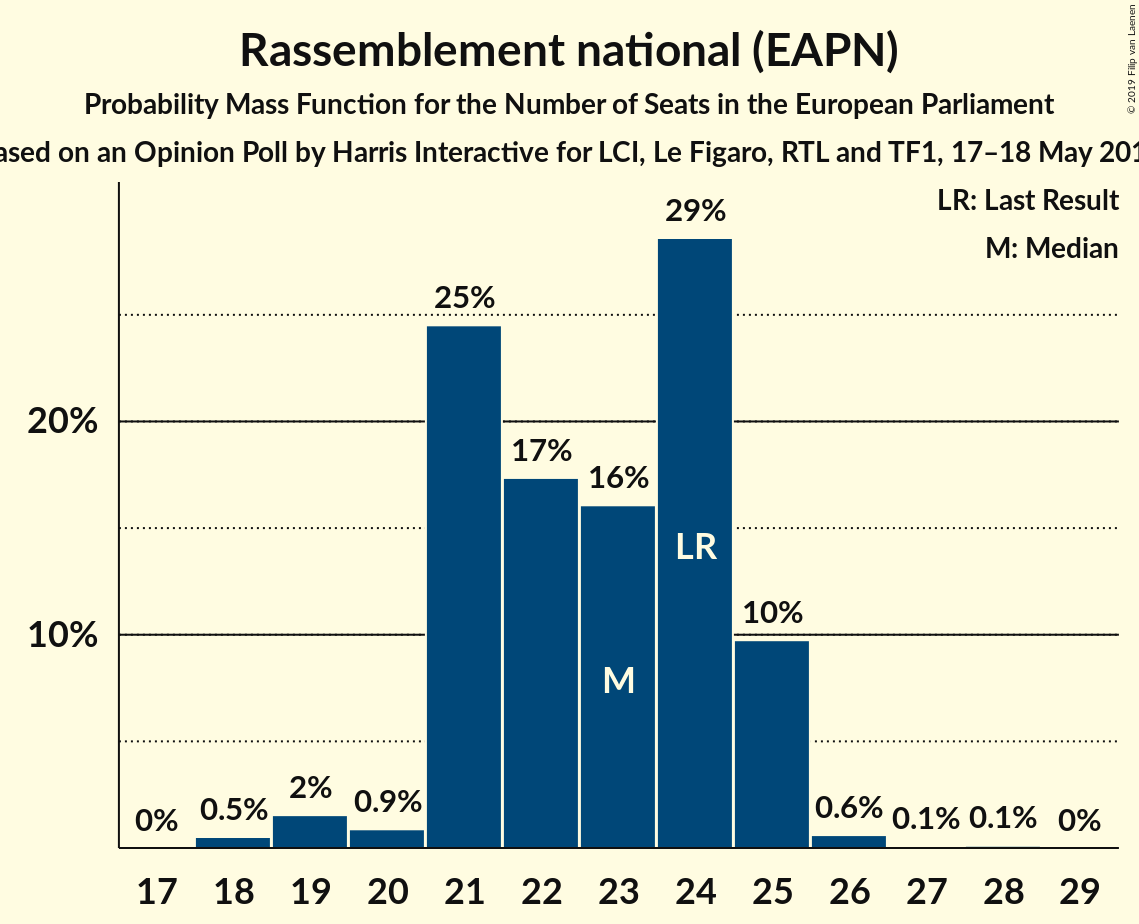 Rassemblement national (EAPN)
Probability Mass Function for the Number of Seats in the European Parliament
on an Opinion Poll by Harris Interactive for LCI, Le Figaro, RTL and TF1, 17–18 May
© 2019 Filip van Laenen
LR: Last Result
M: Median
29%
25%
20%
17%
16%
LR
10%
10%
M
2%
0.9%
0.5%
0%
0.6%
0.1%
0.1%
0%
17 18 19 20 21 22 23 24 25 26 27 28 29